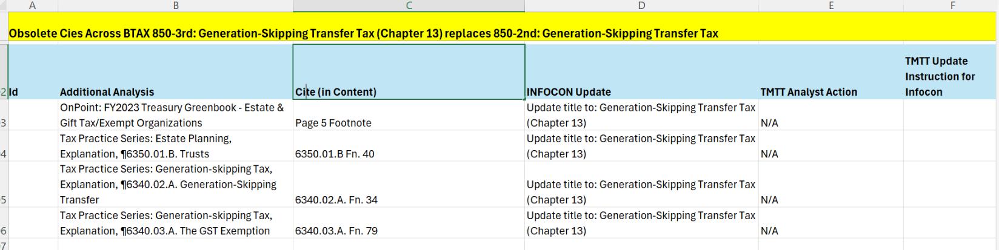 A B C D E F
Obsolete Cies Across BTAX 850-3rd: Generation-Skipping Transfer Tax (Chapter 13) replaces 850-2nd: Generation-Skipping Transfer Tax
TMTT Update
Instruction for
2 Id Additional Analysis Cite (in Content) INFOCON Update TMTT Analyst Action Infocon
OnPoint: FY2023 Treasury Greenbook - Estate & Update title to: Generation-Skipping Transfer Tax
3 Gift Tax/Exempt Organizations Page 5 Footnote (Chapter 13) N/A
Tax Practice Series: Estate Planning, Update title to: Generation-Skipping Transfer Tax
4 Explanation, ¶6350.01.B. Trusts 6350.01.B Fn. 40 (Chapter 13) N/A
Tax Practice Series: Generation-skipping Tax,
Explanation, ¶6340.02.A. Generation-Skipping Update title to: Generation-Skipping Transfer Tax
5 Transfer 6340.02.A. Fn. 34 (Chapter 13) N/A
Tax Practice Series: Generation-skipping Tax, Update title to: Generation-Skipping Transfer Tax
6 Explanation, ¶6340.03.A. The GST Exemption 6340.03.A. Fn. 79 (Chapter 13) N/A
7